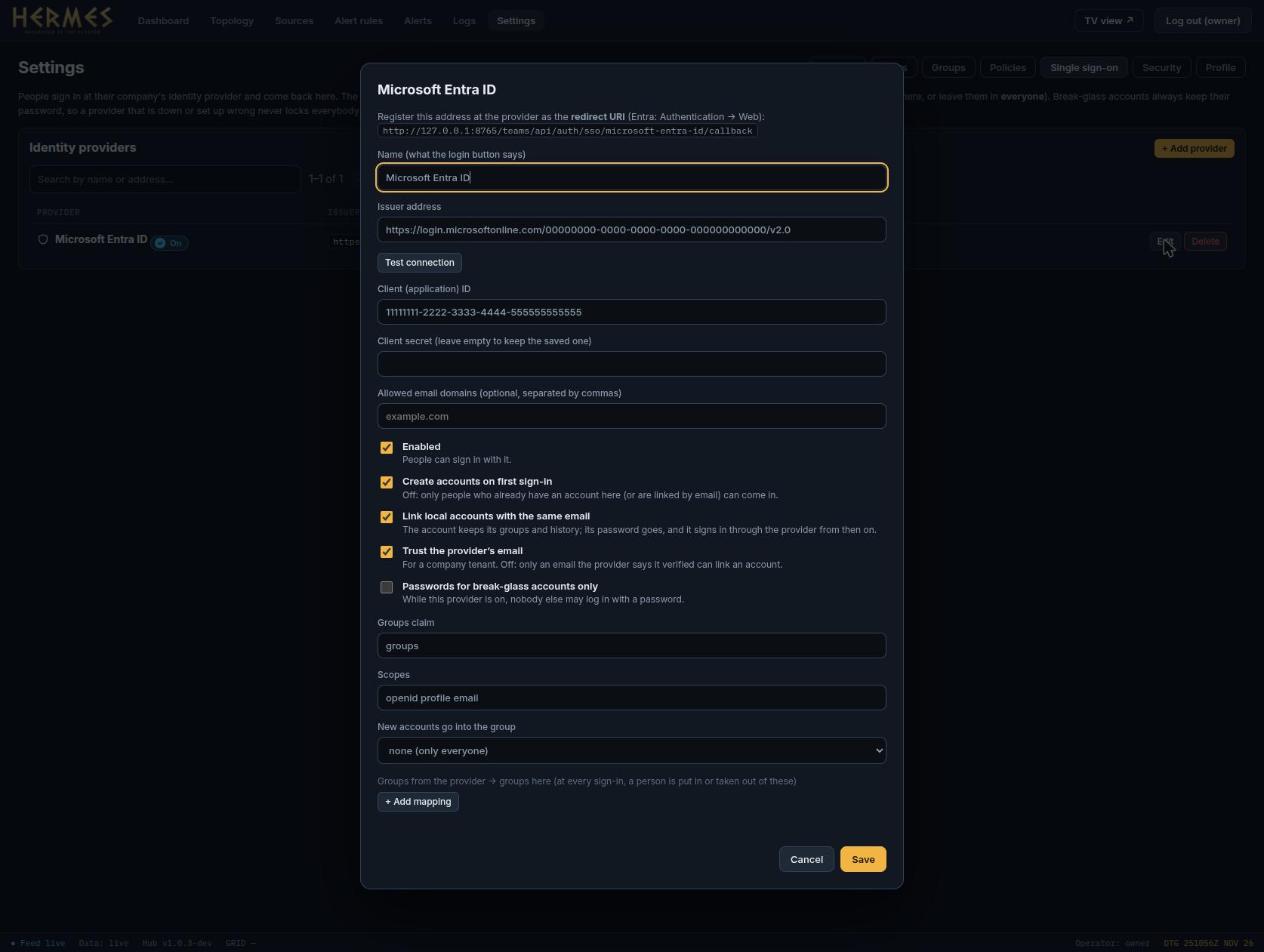 HERMES
Dashboard Topology Sources Alert rules Alerts Logs Settings TV view ↗ Log out (owner)
Settings
Groups Policies Single sign-on Security Profile
People sign in at their company's identity provider and come back here. The
here, or leave them in everyone). Break-glass accounts always keep their
password, so a provider that is down or set up wrong never locks everybody
Identity providers
+ Add provider
Search by name or address...
1–1 of 1
PROVIDER ISSUER
Microsoft Entra ID On https
Edit Delete
Microsoft Entra ID
Register this address at the provider as the redirect URI (Entra: Authentication → Web):
http://127.0.0.1:8765/teams/api/auth/sso/microsoft-entra-id/callback
Name (what the login button says)
Microsoft Entra ID
Issuer address
https://login.microsoftonline.com/00000000-0000-0000-0000-000000000000/v2.0
Test connection
Client (application) ID
11111111-2222-3333-4444-555555555555
Client secret (leave empty to keep the saved one)
Allowed email domains (optional, separated by commas)
example.com
Enabled
People can sign in with it.
Create accounts on first sign-in
Off: only people who already have an account here (or are linked by email) can come in.
Link local accounts with the same email
The account keeps its groups and history; its password goes, and it signs in through the provider from then on.
Trust the provider's email
For a company tenant. Off: only an email the provider says it verified can link an account.
Passwords for break-glass accounts only
While this provider is on, nobody else may log in with a password.
Groups claim
groups
Scopes
openid profile email
New accounts go into the group
none (only everyone)
Groups from the provider → groups here (at every sign-in, a person is put in or taken out of these)
+ Add mapping
Cancel Save
Feed live Data: live Hub v1.0.3-dev GRID — Operator: owner DTG 251056Z NOV 26